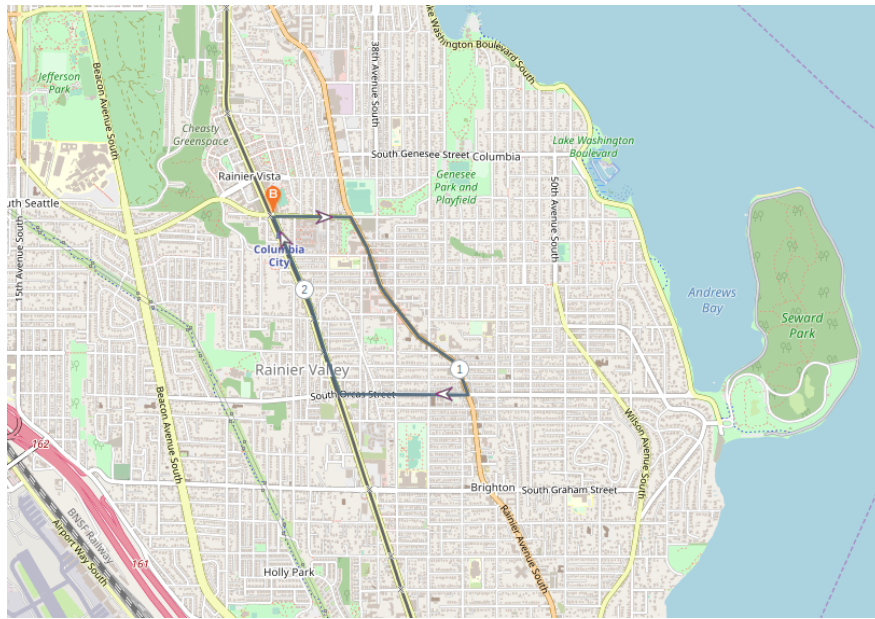 Lake Washington Boulevard South
38th Avenue South
Jefferson
Park
Beacon Avenue South
Cheasty
Greenspace
South Genesee Street
Columbia
Lake Washington
Boulevard
Rainier Vista
Genesee
Park and
Playfield
50th Avenue South
B
uth Seattle
15th Avenue South
Columbia
City
2
Andrews
Bay
Seward
Park
Rainier Valley
1
South Orcas Street
Wilson Avenue South
162
Beacon Avenue South
Brighton
South Graham Street
BNSF Railway
Airport Way South
161
Rainier Avenue South
Holly Park